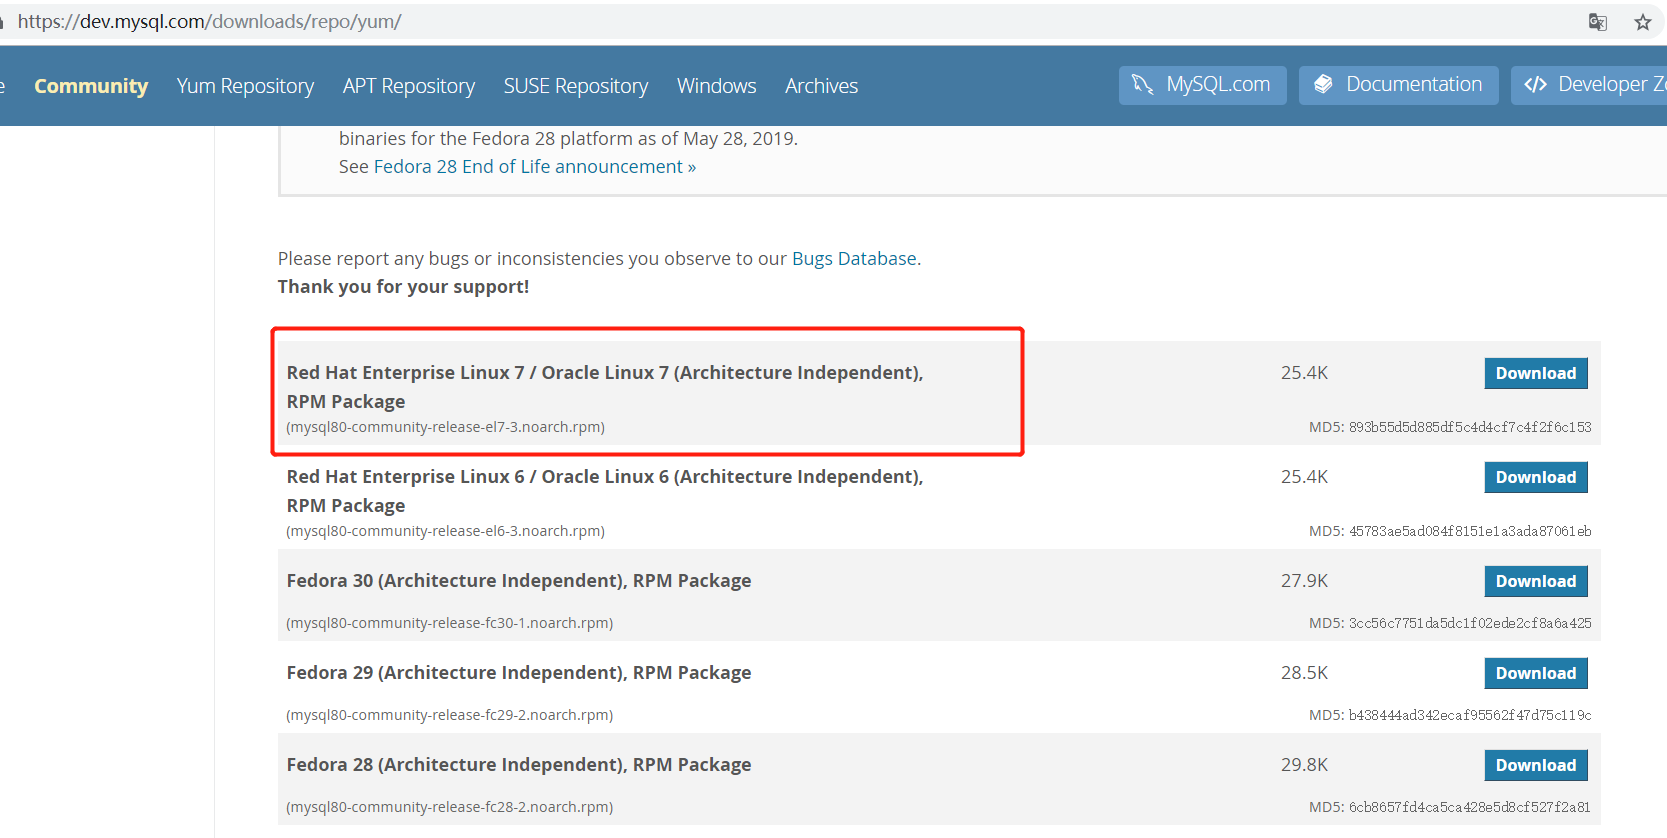 https://dev.mysql.com/downloads/repo/yum/
e Community Yum Repository APT Repository SUSE Repository Windows Archives MySQL.com Documentation </> Developer Zo
binaries for the Fedora 28 platform as of May 28, 2019.
See Fedora 28 End of Life announcement »
Please report any bugs or inconsistencies you observe to our Bugs Database.
Thank you for your support!
Red Hat Enterprise Linux 7 / Oracle Linux 7 (Architecture Independent), 25.4K Download
RPM Package
(mysql80-community-release-el7-3.noarch.rpm) MD5: 893b55d5d885df5c4d4cf7c4f2f6c153
Red Hat Enterprise Linux 6 / Oracle Linux 6 (Architecture Independent), 25.4K Download
RPM Package
(mysql80-community-release-el6-3.noarch.rpm) MD5: 45783ae5ad084f8151e1a3ada87061eb
Fedora 30 (Architecture Independent), RPM Package 27.9K Download
(mysql80-community-release-fc30-1.noarch.rpm) MD5: 3cc56c7751da5dc1f02ede2cf8a6a425
Fedora 29 (Architecture Independent), RPM Package 28.5K Download
(mysql80-community-release-fc29-2.noarch.rpm) MD5: b438444ad342ecaf95562f47d75c119c
Fedora 28 (Architecture Independent), RPM Package 29.8K Download
(mysql80-community-release-fc28-2.noarch.rpm) MD5: 6cb8657fd4ca5ca428e5d8cf527f2a81